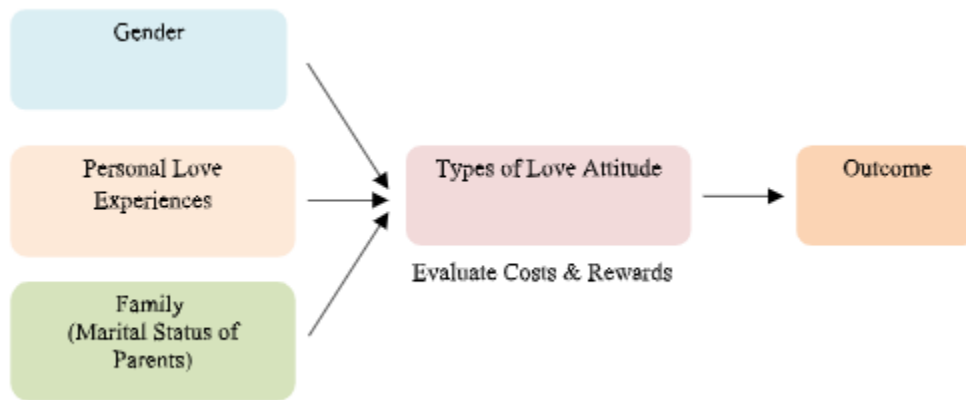 Gender
Personal Love
Experiences
Family
(Marital Status of
Parents)
Types of Love Attitude
Evaluate Costs & Rewards
Outcome